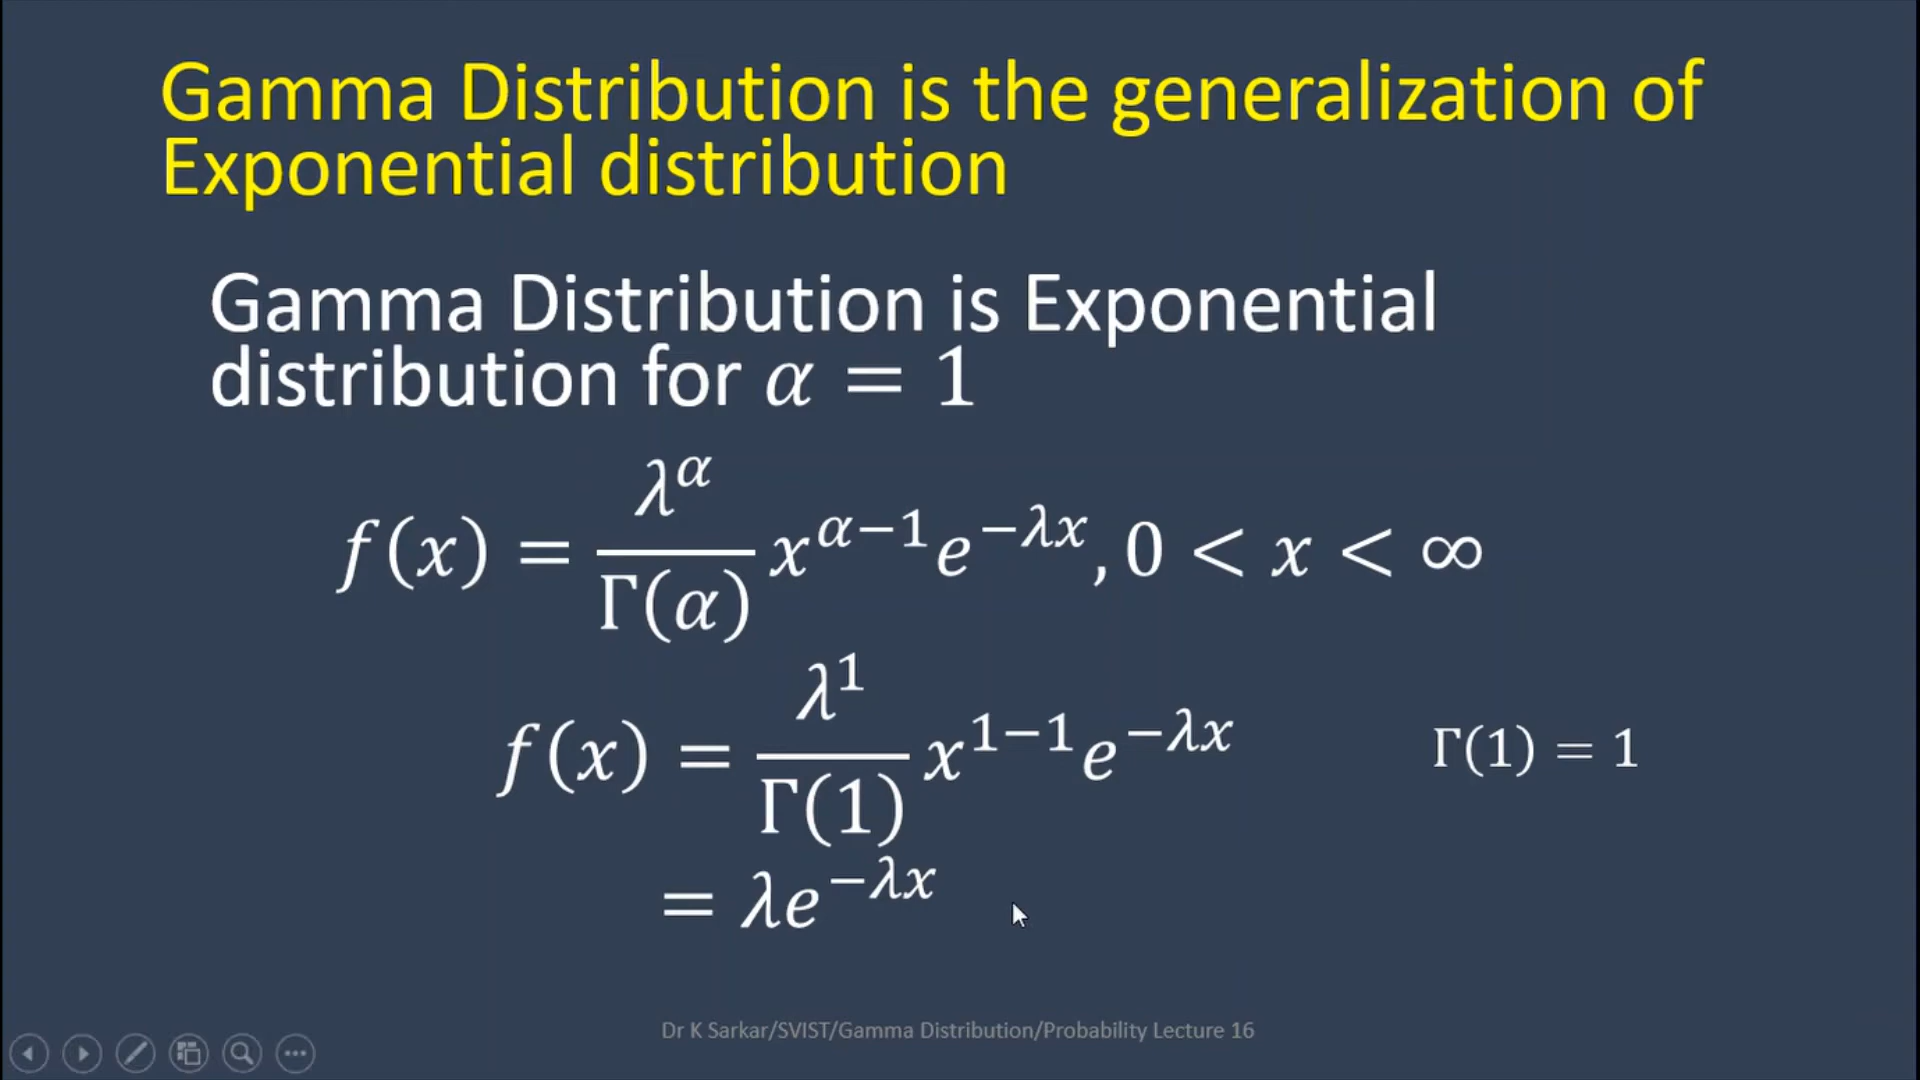 Gamma Distribution is the generalization of
Exponential distribution
Gamma Distribution is Exponential
distribution for α = 1
f(x) = λ^α/Γ(α) x^(α−1) e^(−λx), 0 < x < ∞
f(x) = λ^1/Γ(1) x^(1−1) e^(−λx)
Γ(1) = 1
= λe^(−λx)
Dr K Sarkar/SVIST/Gamma Distribution/Probability Lecture 16